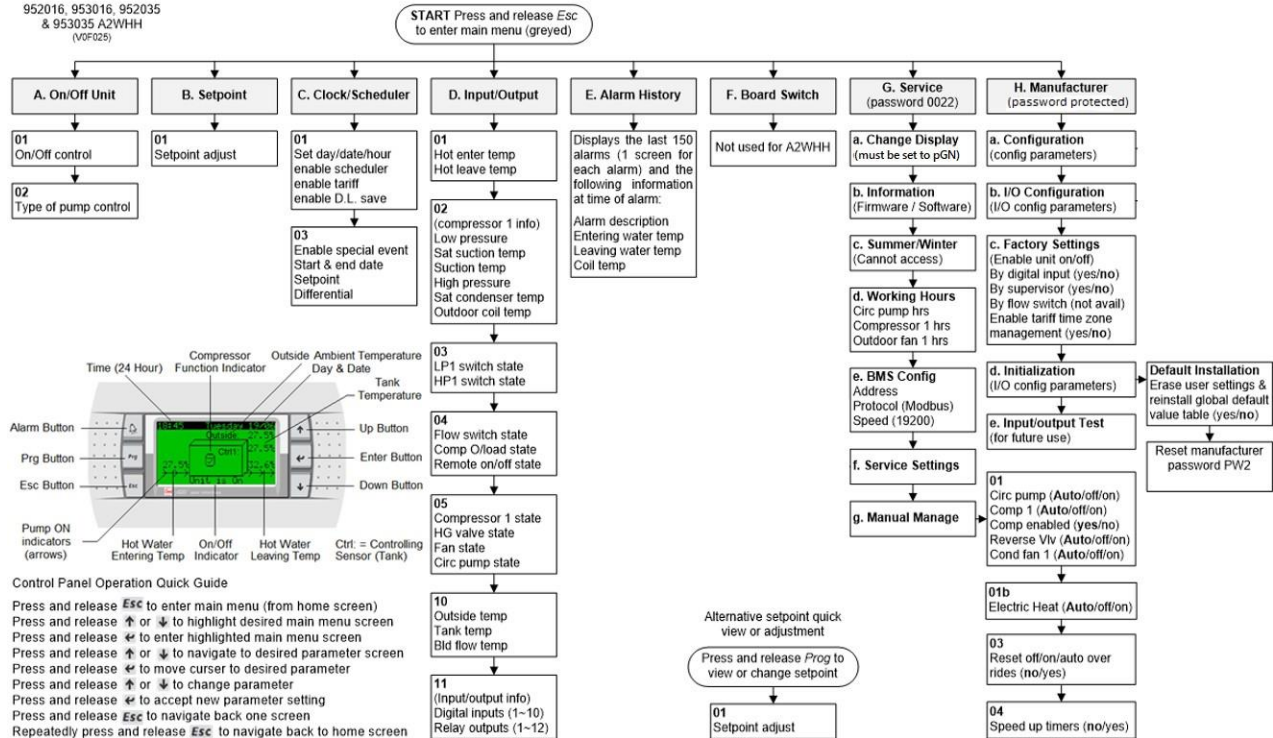 952016, 953016, 952035
& 953035 A2WHH
(V0F025)
START Press and release Esc
to enter main menu (greyed)
A. On/Off Unit
01
On/Off control
02
Type of pump control
B. Setpoint
01
Setpoint adjust
C. Clock/Scheduler
01
Set day/date/hour
enable scheduler
enable tariff
enable D.L. save
03
Enable special event
Start & end date
Setpoint
Differential
D. Input/Output
01
Hot enter temp
Hot leave temp
02
(compressor 1 info)
Low pressure
Sat suction temp
Suction temp
High pressure
Sat condenser temp
Outdoor coil temp
03
LP1 switch state
HP1 switch state
04
Flow switch state
Comp O/load state
Remote on/off state
05
Compressor 1 state
HG valve state
Fan state
Circ pump state
10
Outside temp
Tank temp
Bld flow temp
11
(Input/output info)
Digital inputs (1~10)
Relay outputs (1~12)
E. Alarm History
Displays the last 150
alarms (1 screen for
each alarm) and the
following information
at time of alarm:
Alarm description
Entering water temp
Leaving water temp
Coil temp
F. Board Switch
Not used for A2WHH
G. Service
(password 0022)
a. Change Display
(must be set to pGN)
b. Information
(Firmware / Software)
c. Summer/Winter
(Cannot access)
d. Working Hours
Circ pump hrs
Compressor 1 hrs
Outdoor fan 1 hrs
e. BMS Config
Address
Protocol (Modbus)
Speed (19200)
f. Service Settings
g. Manual Manage
H. Manufacturer
(password protected)
a. Configuration
(config parameters)
b. I/O Configuration
(I/O config parameters)
c. Factory Settings
(Enable unit on/off)
By digital input (yes/no)
By supervisor (yes/no)
By flow switch (not avail)
Enable tariff time zone
management (yes/no)
d. Initialization
(I/O config parameters)
e. Input/output Test
(for future use)
Default Installation
Erase user settings &
reinstall global default
value table (yes/no)
Reset manufacturer
password PW2
01
Circ pump (Auto/off/on)
Comp 1 (Auto/off/on)
Comp enabled (yes/no)
Reverse Vlv (Auto/off/on)
Cond fan 1 (Auto/off/on)
01b
Electric Heat (Auto/off/on)
03
Reset off/on/auto over
rides (no/yes)
04
Speed up timers (no/yes)
Time (24 Hour)
Compressor
Function Indicator
Outside Ambient Temperature
Day & Date
Tank
Temperature
Alarm Button
Prg Button
Esc Button
Up Button
Enter Button
Down Button
18:45 Tuesday
Outside 27.5%
27.5%
Ctrl:
27.5%
Unit is On
Prg
Esc
Pump ON
indicators
(arrows)
Hot Water
Entering Temp
On/Off
Indicator
Hot Water
Leaving Temp
Ctrl: = Controlling
Sensor (Tank)
Control Panel Operation Quick Guide
Press and release Esc to enter main menu (from home screen)
Press and release ↑ or ↓ to highlight desired main menu screen
Press and release ↵ to enter highlighted main menu screen
Press and release ↑ or ↓ to navigate to desired parameter screen
Press and release ↵ to move curser to desired parameter
Press and release ↑ or ↓ to change parameter
Press and release ↵ to accept new parameter setting
Press and release Esc to navigate back one screen
Repeatedly press and release Esc to navigate back to home screen
Alternative setpoint quick
view or adjustment
Press and release Prog to
view or change setpoint
01
Setpoint adjust